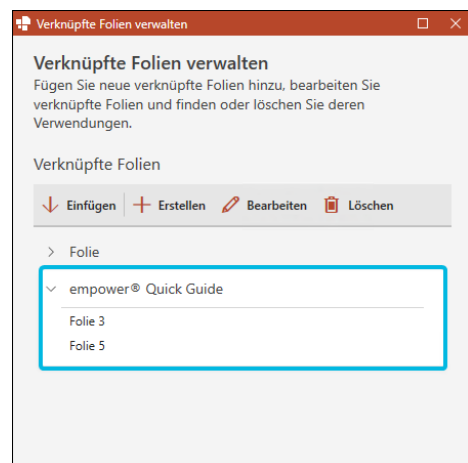 Verknüpfte Folien verwalten
Verknüpfte Folien verwalten
Fügen Sie neue verknüpfte Folien hinzu, bearbeiten Sie
verknüpfte Folien und finden oder löschen Sie deren
Verwendungen.
Verknüpfte Folien
Einfügen Erstellen Bearbeiten Löschen
Folie
empower® Quick Guide
Folie 3
Folie 5